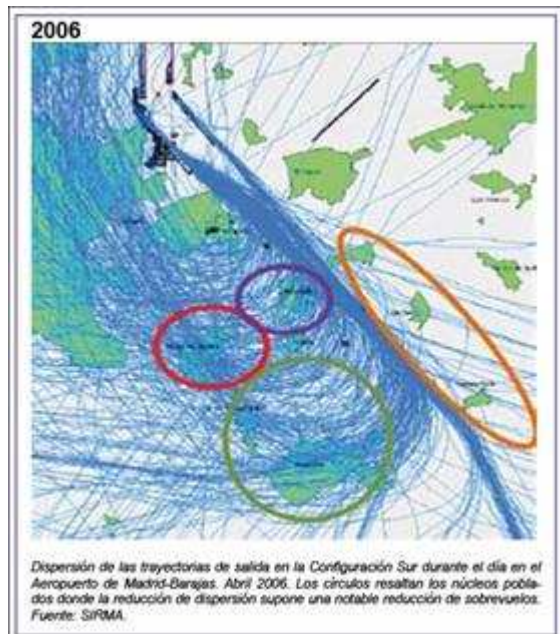 2006
Dispersión de las trayectorias de salida en la Configuración Sur durante el día en el
Aeropuerto de Madrid-Barajas. Abril 2006. Los círculos resaltan los núcleos pobla-
dos donde la reducción de dispersión supone una notable reducción de sobrevuelos.
Fuente: SIRMA.